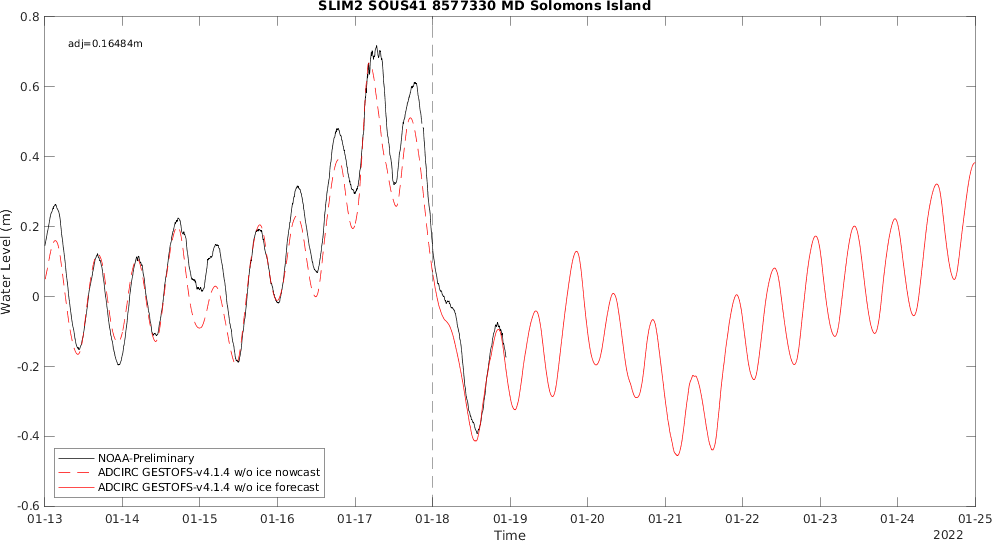 SLIM2 SOUS41 8577330 MD Solomons Island
adj=0.16484m
0.8
0.6
0.4
0.2
0
-0.2
-0.4
-0.6
Water Level (m)
NOAA-Preliminary
ADCIRC GESTOFS-v4.1.4 w/o ice nowcast
ADCIRC GESTOFS-v4.1.4 w/o ice forecast
01-13 01-14 01-15 01-16 01-17 01-18 01-19 01-20 01-21 01-22 01-23 01-24 01-25
Time
2022